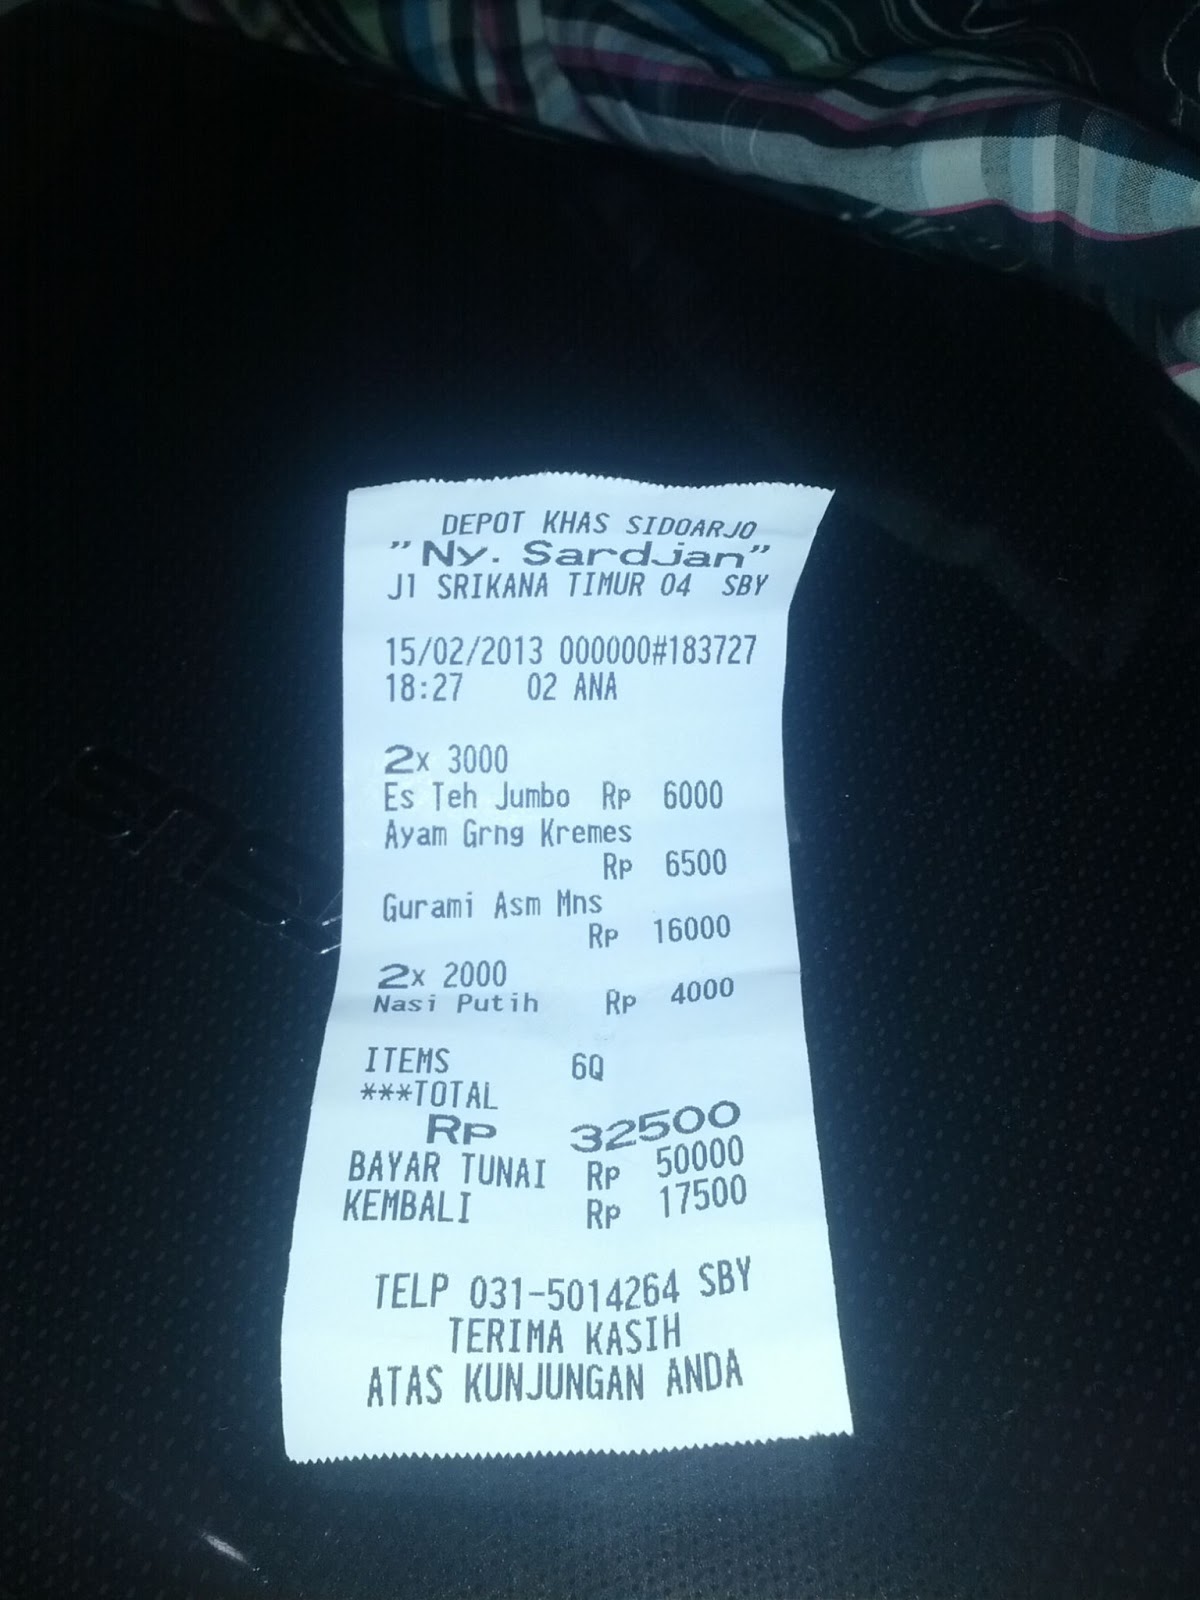 DEPOT KHAS SIDOARJO
"Ny. Sardjan"
Jl SRIKANA TIMUR 04 SBY
15/02/2013 000000#183727
18:27 02 ANA
2x 3000
Es Teh Jumbo Rp 6000
Ayam Grng Kremes
Rp 6500
Gurami Asm Mns
Rp 16000
2x 2000
Nasi Putih Rp 4000
ITEMS 6Q
***TOTAL
Rp 32500
BAYAR TUNAI Rp 50000
KEMBALI Rp 17500
TELP 031-5014264 SBY
TERIMA KASIH
ATAS KUNJUNGAN ANDA